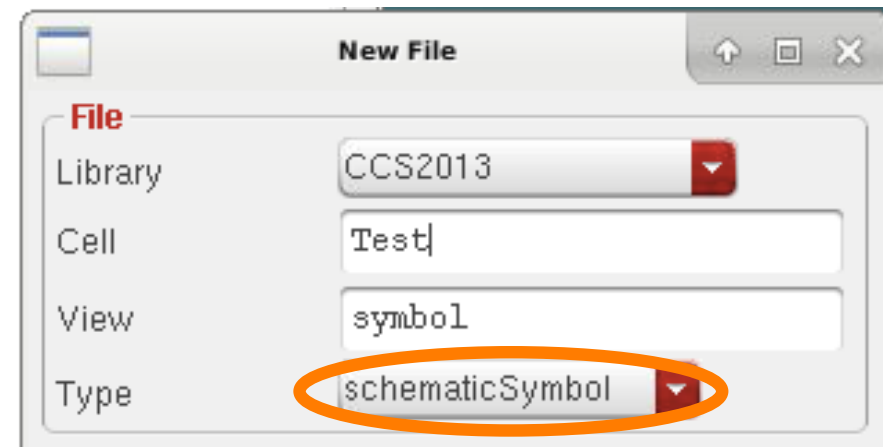 New File
File
Library CCS2013
Cell Test
View symbol
Type schematicSymbol